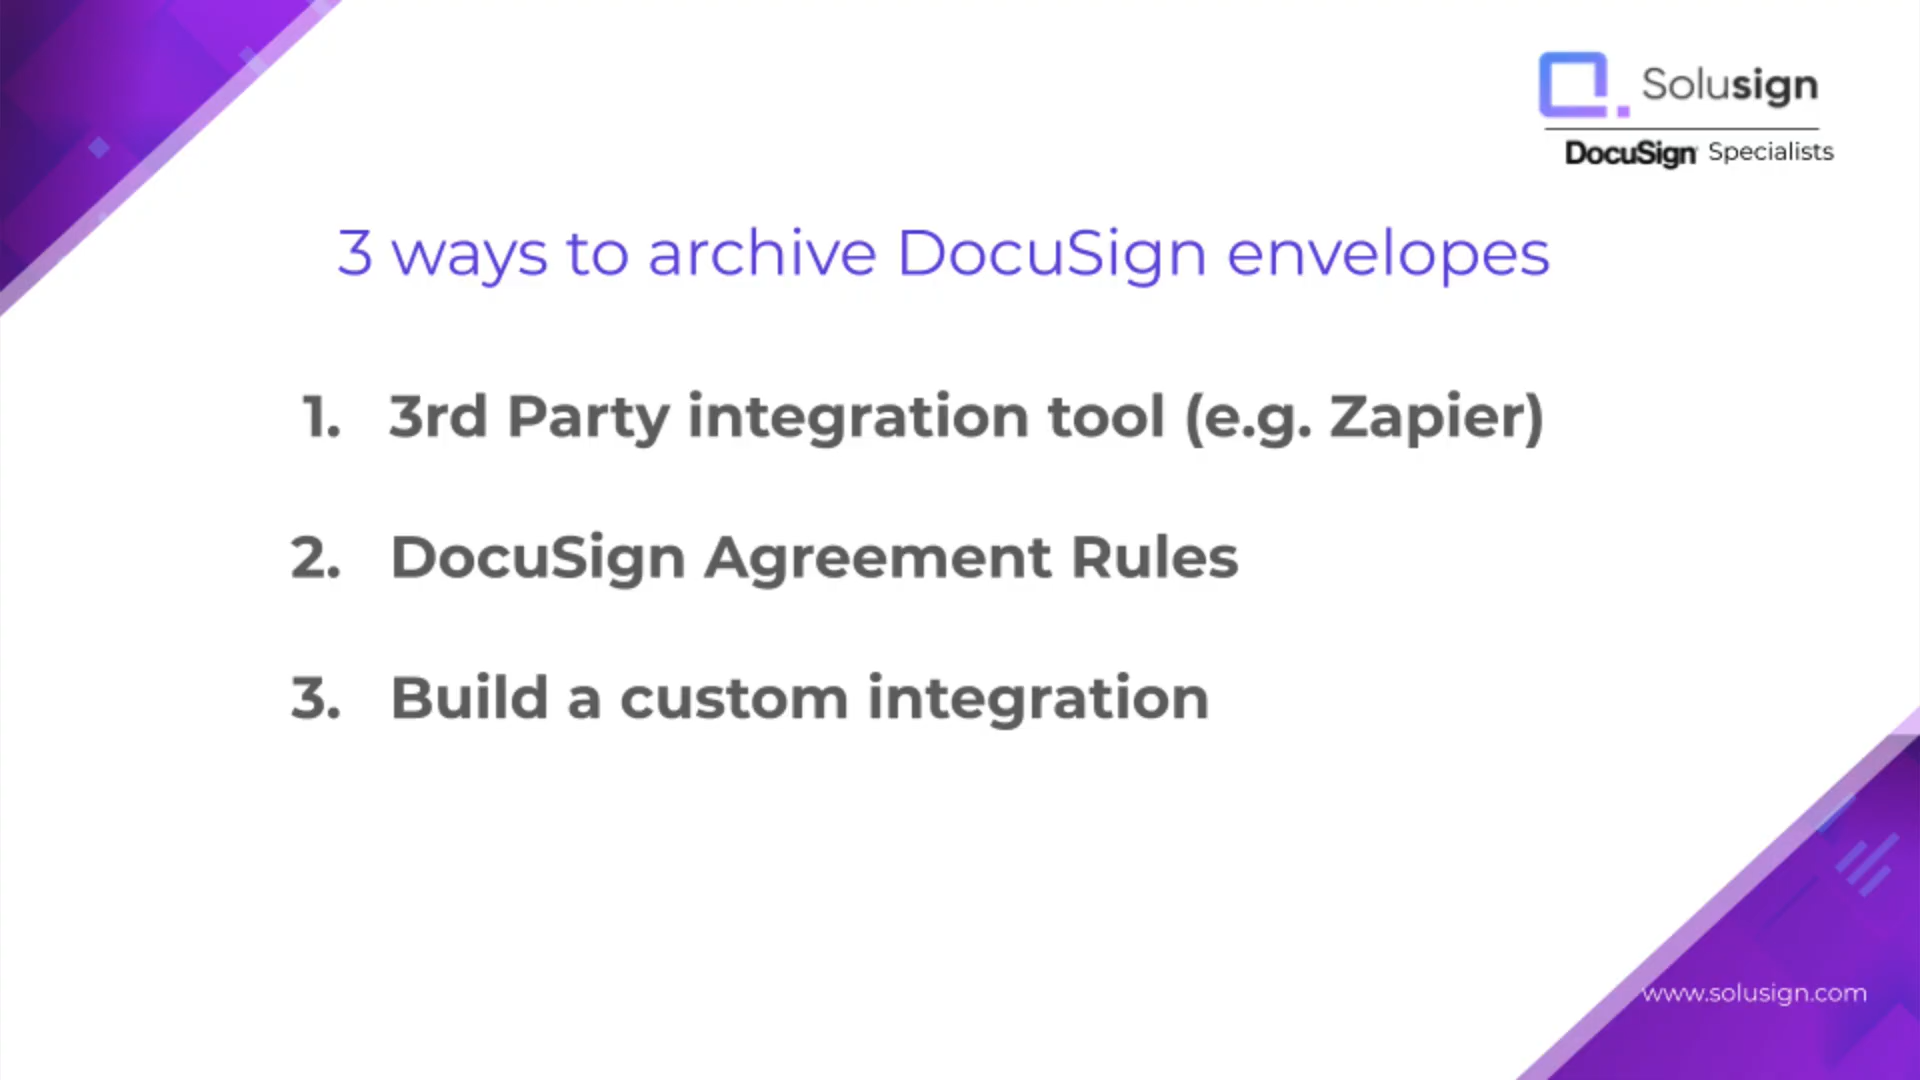 Solusign
DocuSign Specialists
3 ways to archive DocuSign envelopes
1. 3rd Party integration tool (e.g. Zapier)
2. DocuSign Agreement Rules
3. Build a custom integration
www.solusign.com